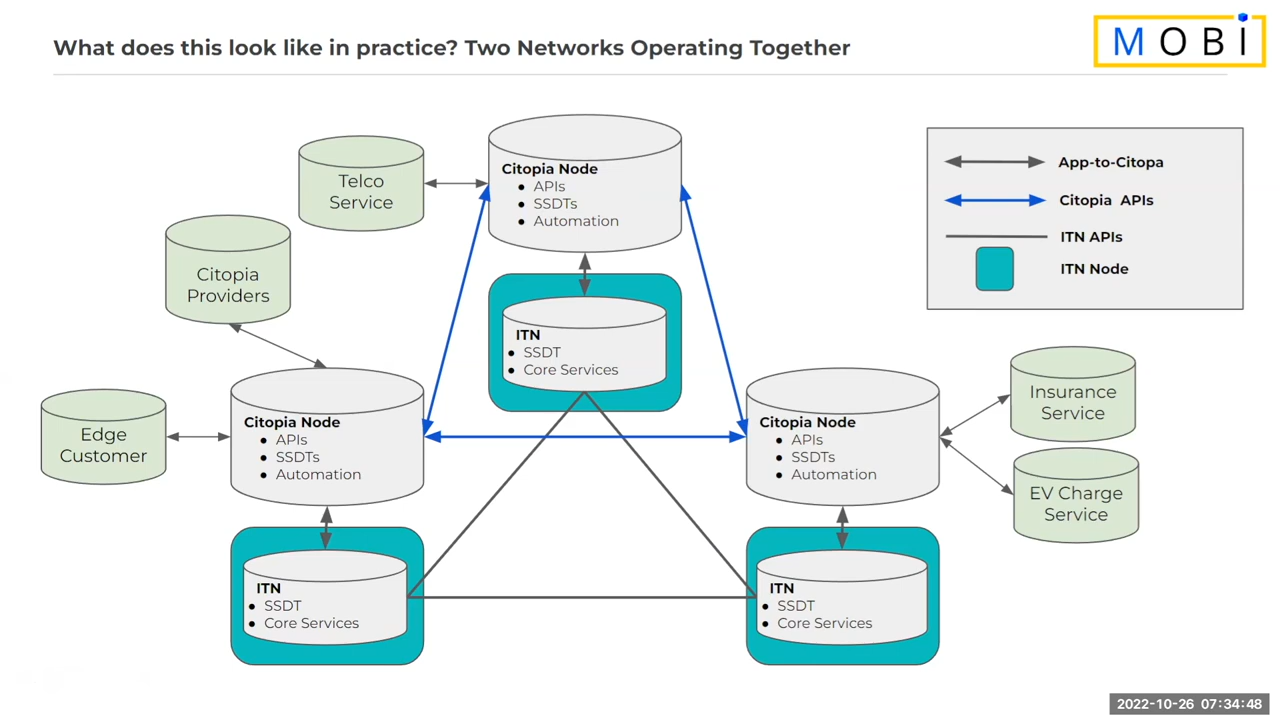 What does this look like in practice? Two Networks Operating Together
MOBi
Telco
Service
Citopia Node
APIs
SSDTs
Automation
App-to-Citopa
Citopia APIs
ITN APIs
ITN Node
Citopia
Providers
ITN
SSDT
Core Services
Edge
Customer
Citopia Node
APIs
SSDTs
Automation
Citopia Node
APIs
SSDTs
Automation
Insurance
Service
EV Charge
Service
ITN
SSDT
Core Services
ITN
SSDT
Core Services
2022-10-26 07:34:48